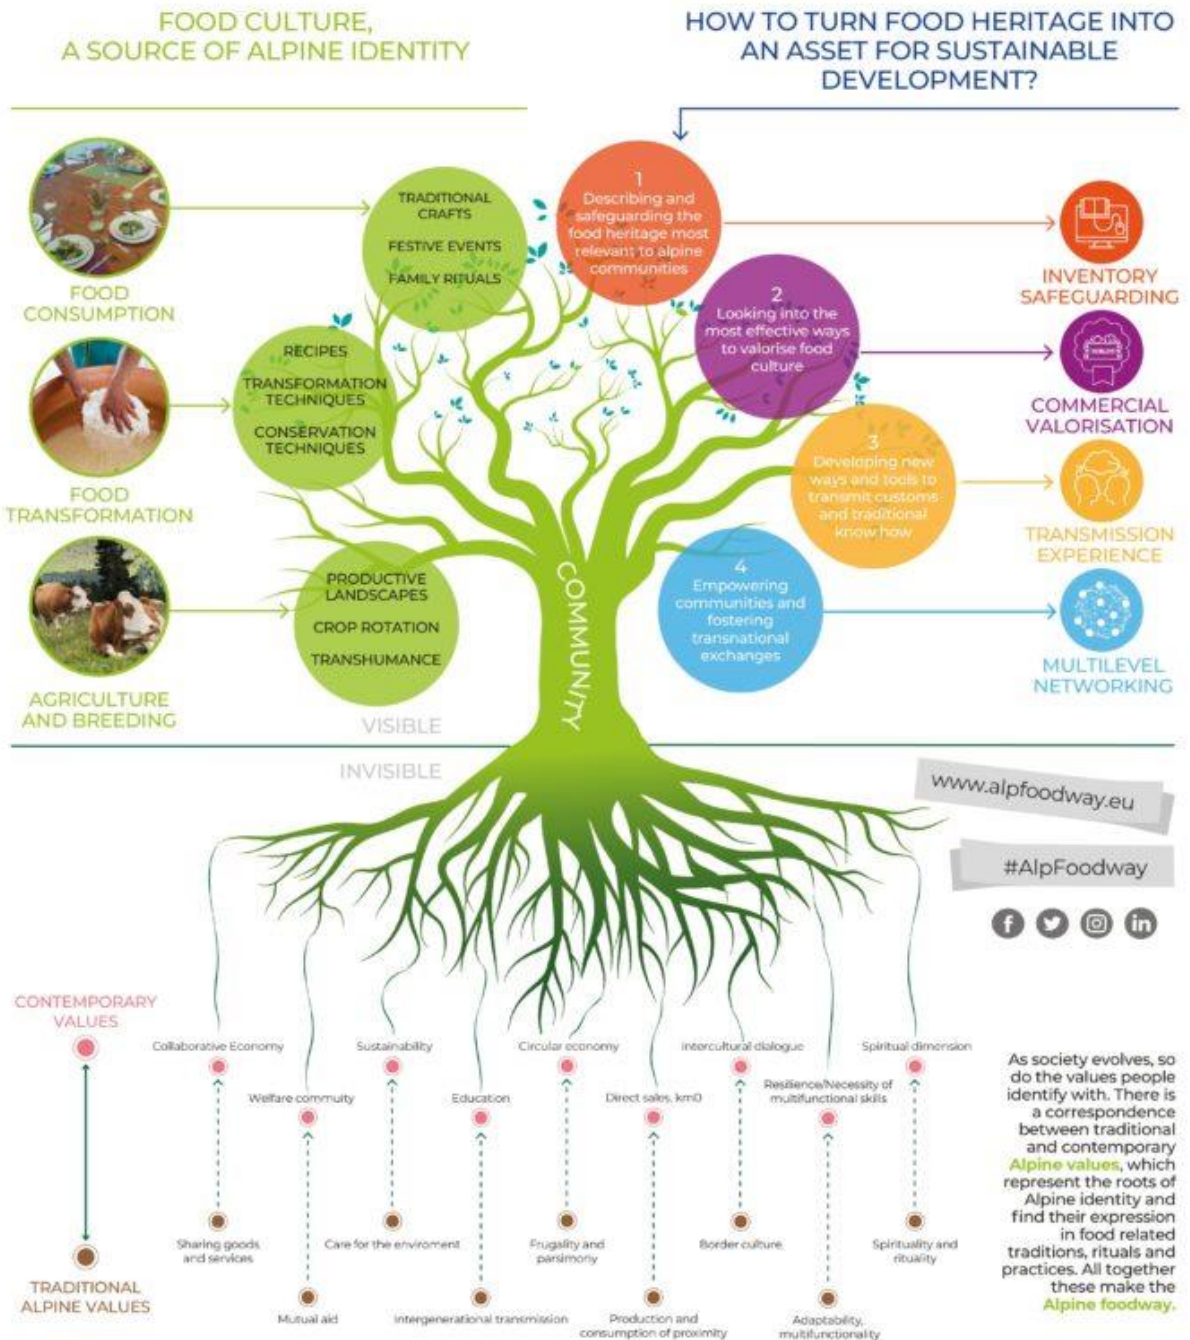 FOOD CULTURE,
A SOURCE OF ALPINE IDENTITY
HOW TO TURN FOOD HERITAGE INTO
AN ASSET FOR SUSTAINABLE
DEVELOPMENT?
FOOD
CONSUMPTION
TRADITIONAL
CRAFTS
FESTIVE EVENTS
FAMILY RITUALS
FOOD
TRANSFORMATION
RECIPES
TRANSFORMATION
TECHNIQUES
CONSERVATION
TECHNIQUES
AGRICULTURE
AND BREEDING
PRODUCTIVE
LANDSCAPES
CROP ROTATION
TRANSHUMANCE
COMMUNITY
1
Describing and
safeguarding the
food heritage most
relevant to alpine
communities
INVENTORY
SAFEGUARDING
2
Looking into the
most effective ways
to valorise food
culture
COMMERCIAL
VALORISATION
3
Developing new
ways and tools to
transmit customs
and traditional
know how
TRANSMISSION
EXPERIENCE
4
Empowering
communities and
fostering
transnational
exchanges
MULTILEVEL
NETWORKING
VISIBLE
INVISIBLE
www.alpfoodway.eu
#AlpFoodway
CONTEMPORARY
VALUES
Collaborative Economy
Sustainability
Circular economy
Intercultural dialogue
Spiritual dimension
Welfare commuity
Education
Direct sales, km0
Resilience/Necessity of
multifunctional skills
Sharing goods
and services
Care for the enviroment
Frugality and
parsimony
Border culture
Spirituality and
rituality
TRADITIONAL
ALPINE VALUES
Mutual aid
Intergenerational transmission
Production and
consumption of proximity
Adaptability,
multifunctionality
As society evolves, so
do the values people
identify with. There is
a correspondence
between traditional
and contemporary
Alpine values, which
represent the roots of
Alpine identity and
find their expression
in food related
traditions, rituals and
practices. All together
these make the
Alpine foodway.